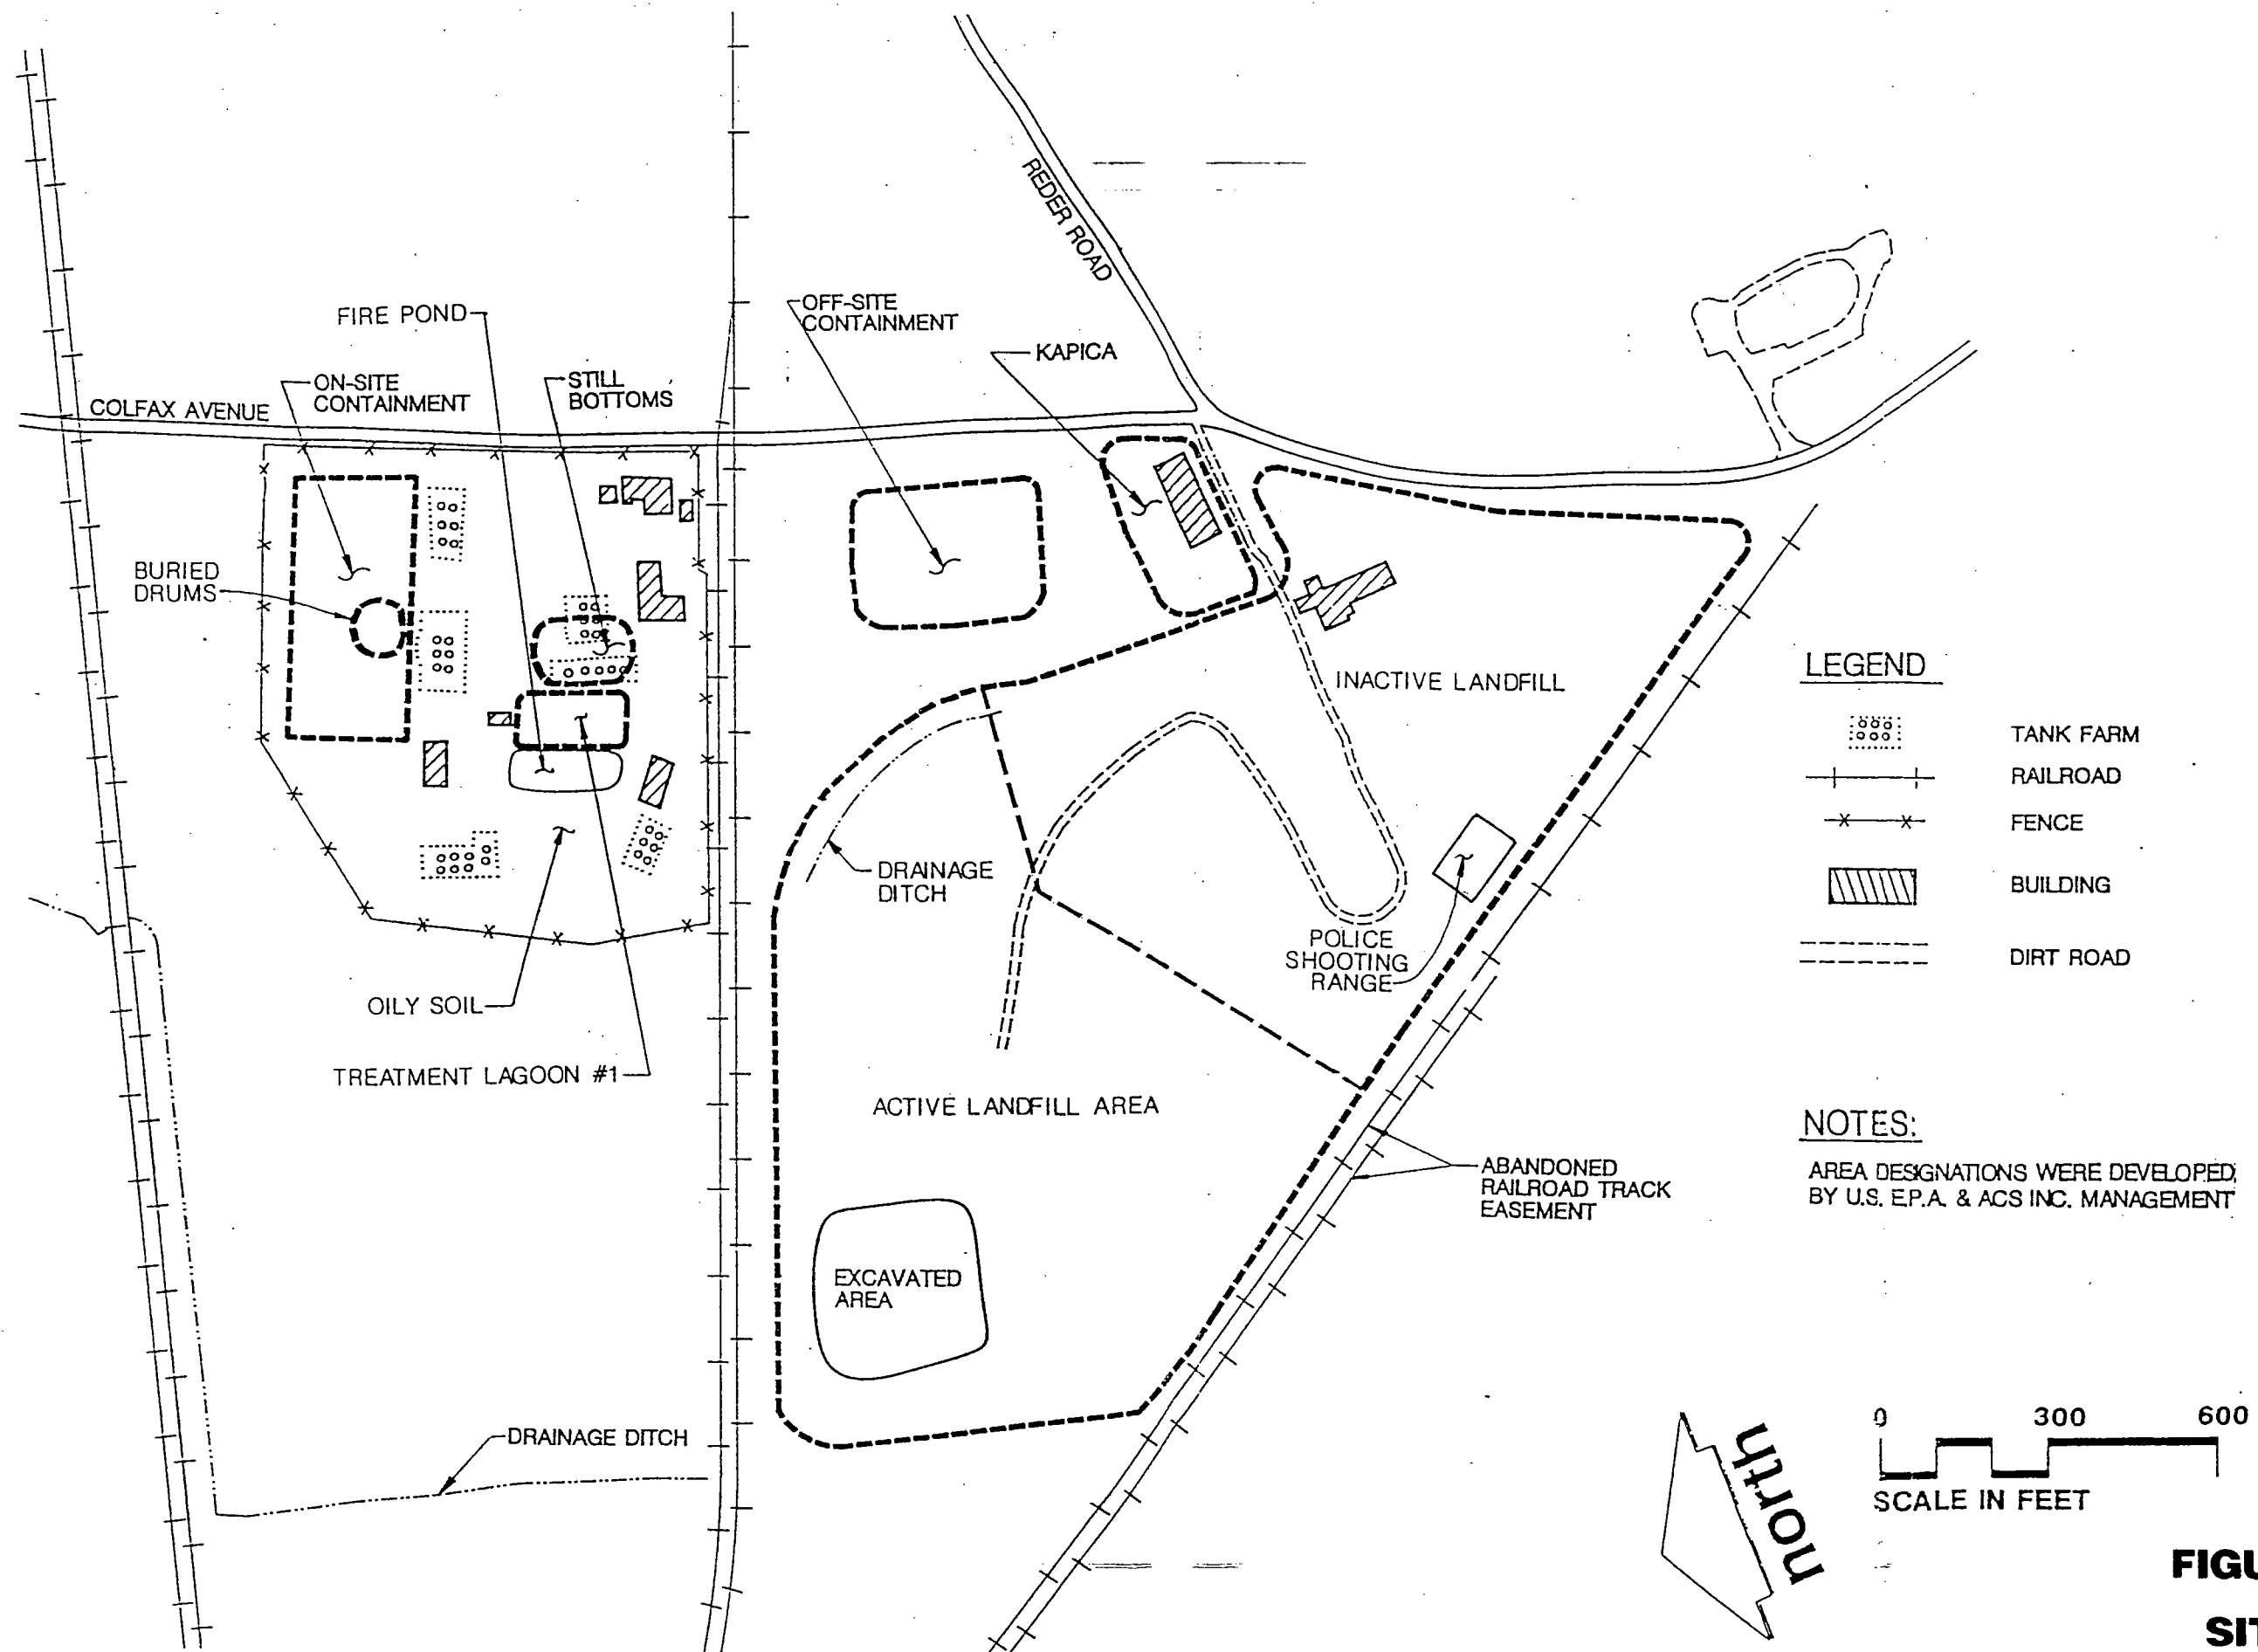 REDER ROAD
FIRE POND
OFF-SITE
CONTAINMENT
KAPICA
ON-SITE
CONTAINMENT
STILL
BOTTOMS
COLFAX AVENUE
BURIED
DRUMS
INACTIVE LANDFILL
DRAINAGE
DITCH
POLICE
SHOOTING
RANGE
OILY SOIL
TREATMENT LAGOON #1
ACTIVE LANDFILL AREA
ABANDONED
RAILROAD TRACK
EASEMENT
EXCAVATED
AREA
DRAINAGE DITCH
LEGEND
TANK FARM
RAILROAD
FENCE
BUILDING
DIRT ROAD
NOTES:
AREA DESIGNATIONS WERE DEVELOPED
BY U.S. E.P.A. & ACS INC. MANAGEMENT
north
0 300 600
SCALE IN FEET
FIGU
SIT